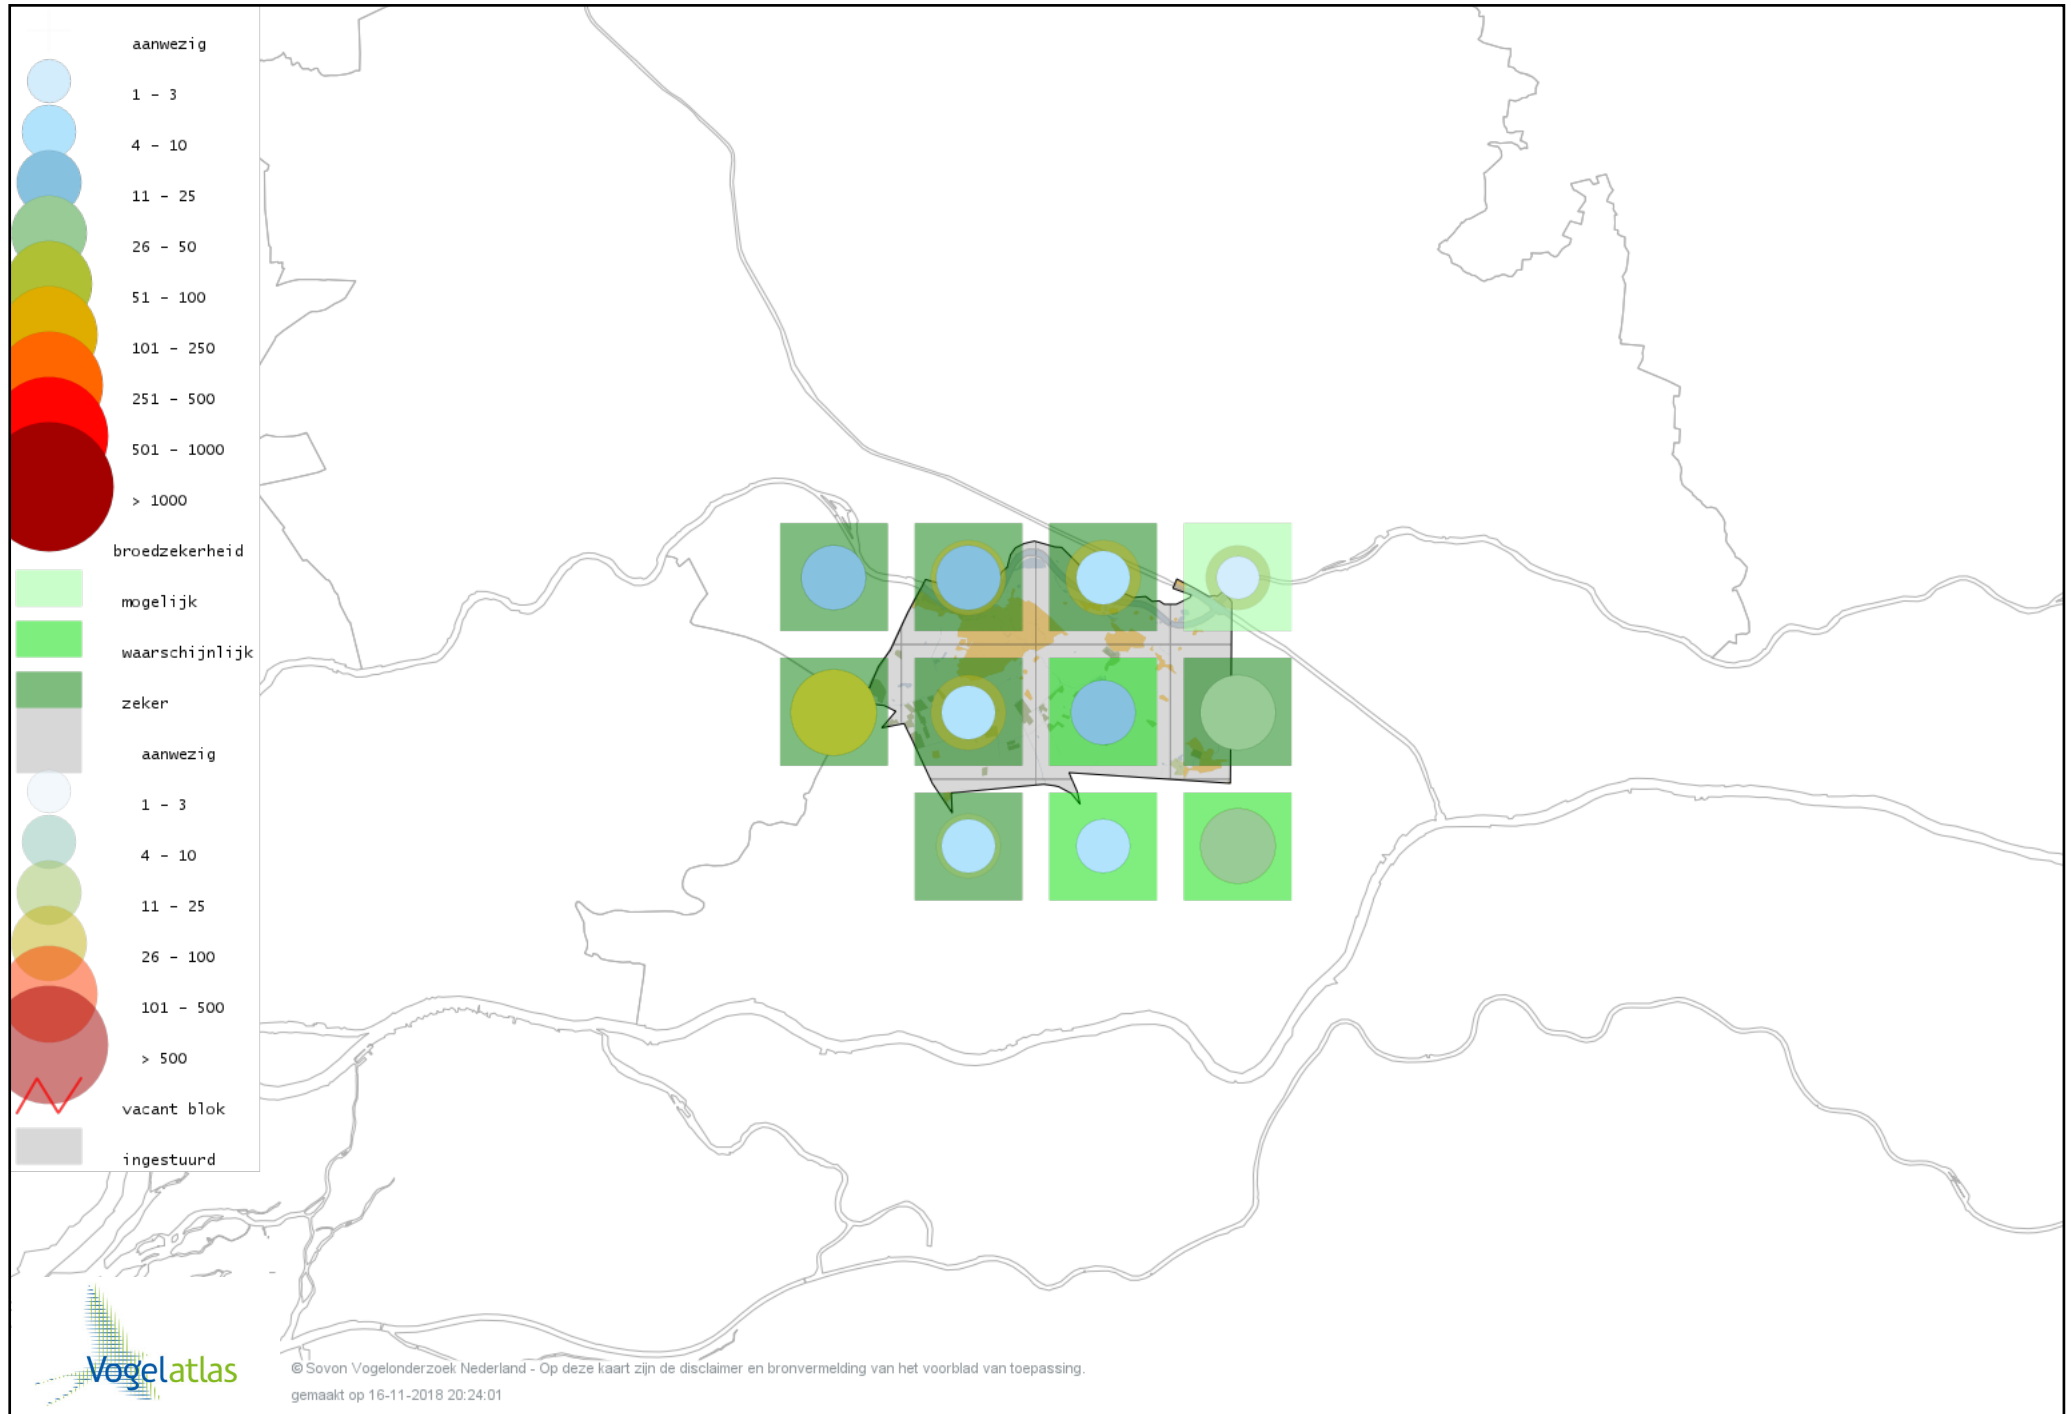 aanwezig
1 - 3
4 - 10
11 - 25
26 - 50
51 - 100
101 - 250
251 - 500
501 - 1000
> 1000
broedzekerheid
mogelijk
waarschijnlijk
zeker
aanwezig
1 - 3
4 - 10
11 - 25
26 - 100
101 - 500
> 500
vacant blok
ingestuurd
Vogelatlas
© Sovon Vogelonderzoek Nederland - Op deze kaart zijn de disclaimer en bronvermelding van het voorblad van toepassing.
gemaakt op 16-11-2018 20:24:01